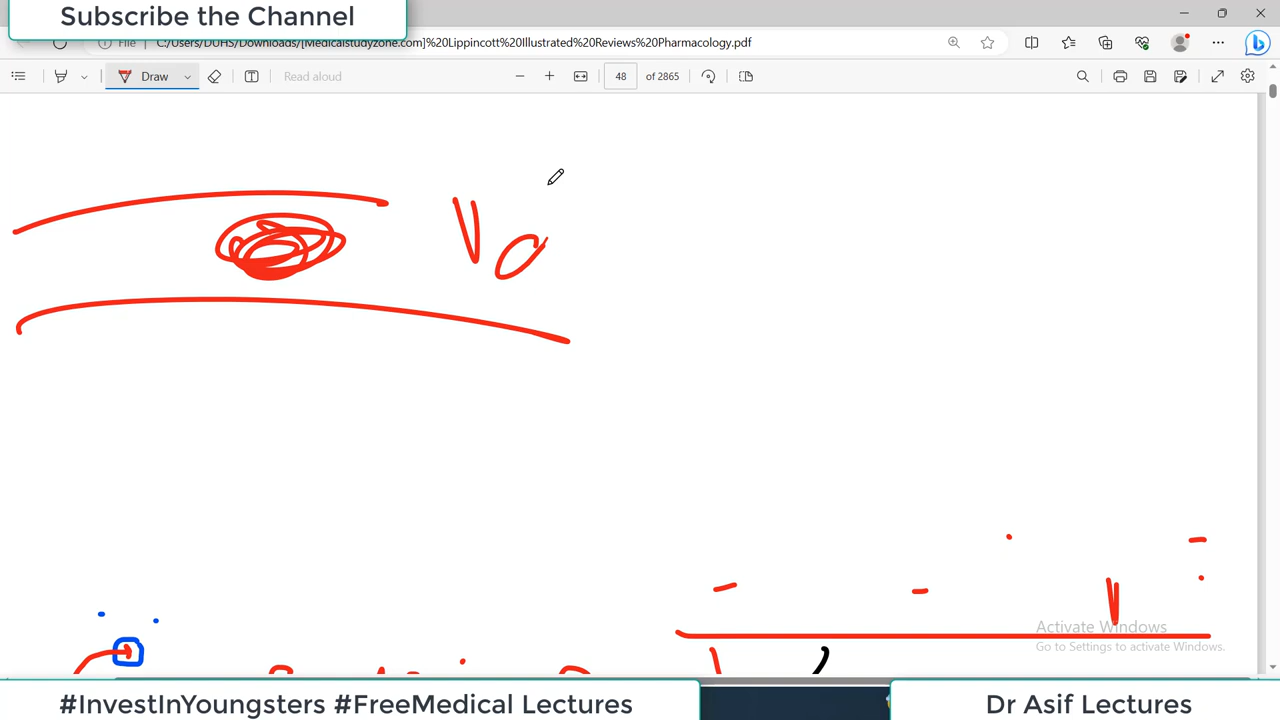 Subscribe the Channel
File C:/Users/DUHS/Downloads/[Medicalstudyzone.com]%20Lippincott%20Illustrated%20Reviews%20Pharmacology.pdf
Draw Read aloud 48 of 2865
Va
Activate Windows
Go to Settings to activate Windows.
#InvestInYoungsters #FreeMedical Lectures
Dr Asif Lectures